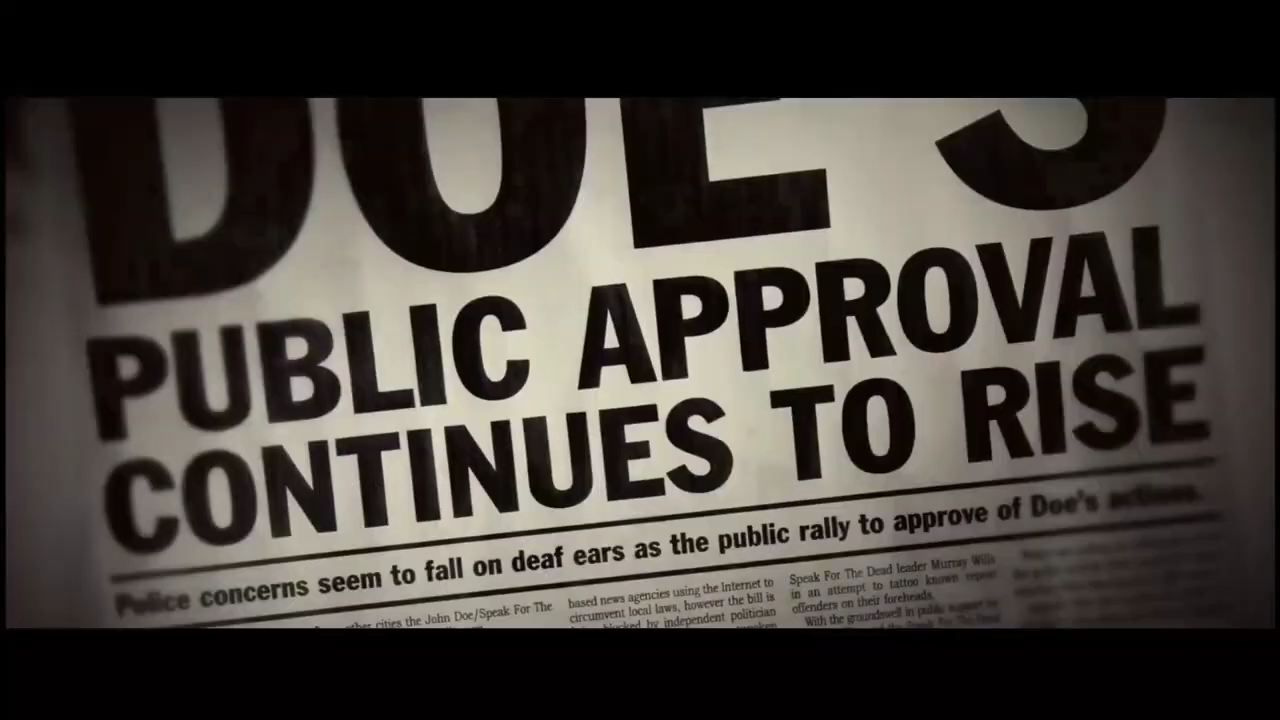 DOE'S
PUBLIC APPROVAL
CONTINUES TO RISE
Police concerns seem to fall on deaf ears as the public rally to approve of Doe's actions.
cities the John Doe/Speak For The
based news agencies using the Internet to
circumvent local laws, however the bill is
blocked by independent politician
Speak For The Dead leader Murray Wills
in an attempt to tattoo known repeat
offenders on their foreheads.
With the groundswell in public support